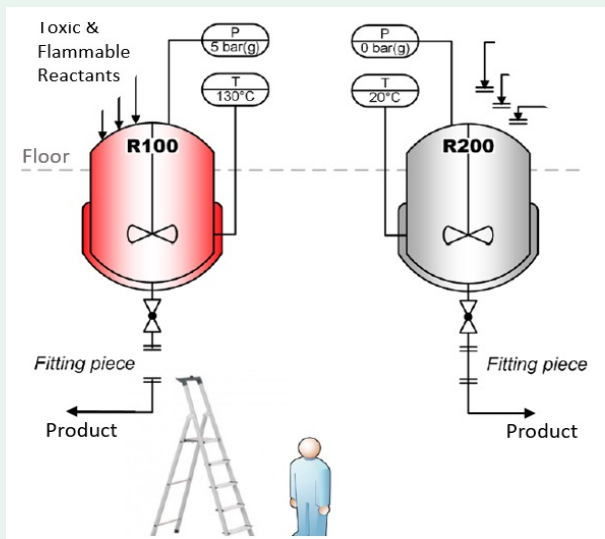 Toxic &
Flammable
Reactants
P
5 bar(g)
T
130°C
R100
Floor
Fitting piece
Product
P
0 bar(g)
T
20°C
R200
Fitting piece
Product